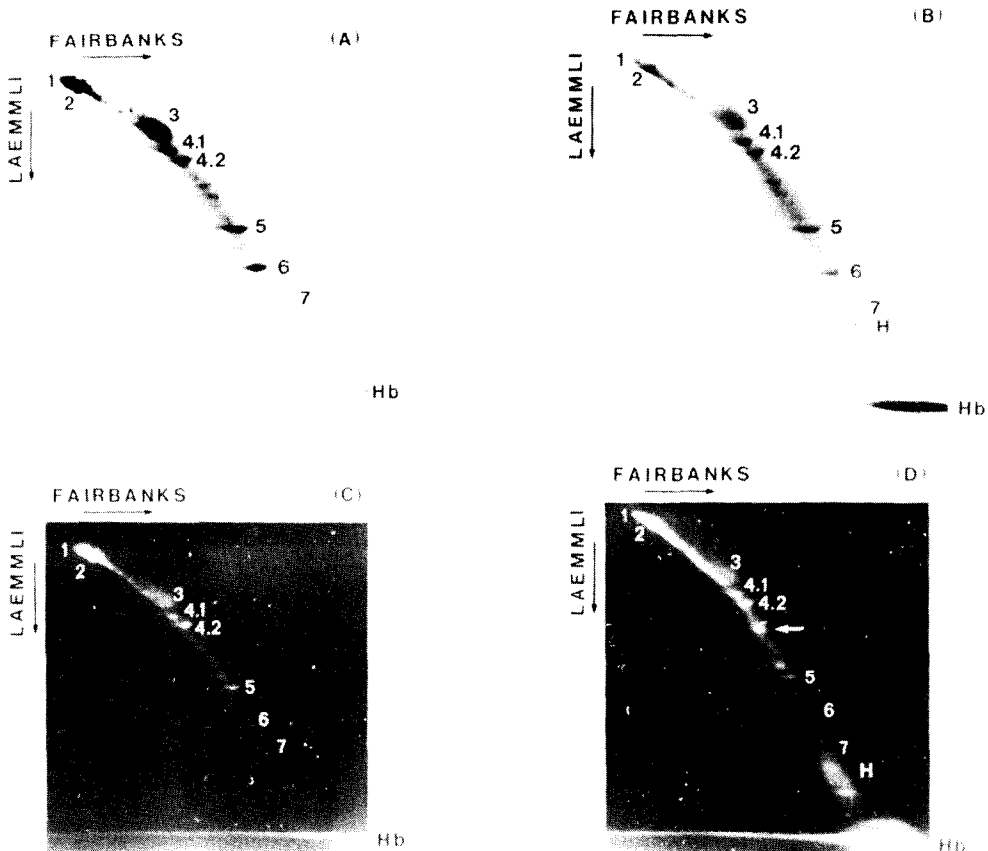 FAIRBANKS (A)
LAEMMLI
1
2
3
4.1
4.2
5
6
7
Hb
FAIRBANKS (B)
LAEMMLI
1
2
3
4.1
4.2
5
6
7
H
Hb
FAIRBANKS (C)
LAEMMLI
1
2
3
4.1
4.2
5
6
7
Hb
FAIRBANKS (D)
LAEMMLI
1
2
3
4.1
4.2
5
6
7
H
Hb